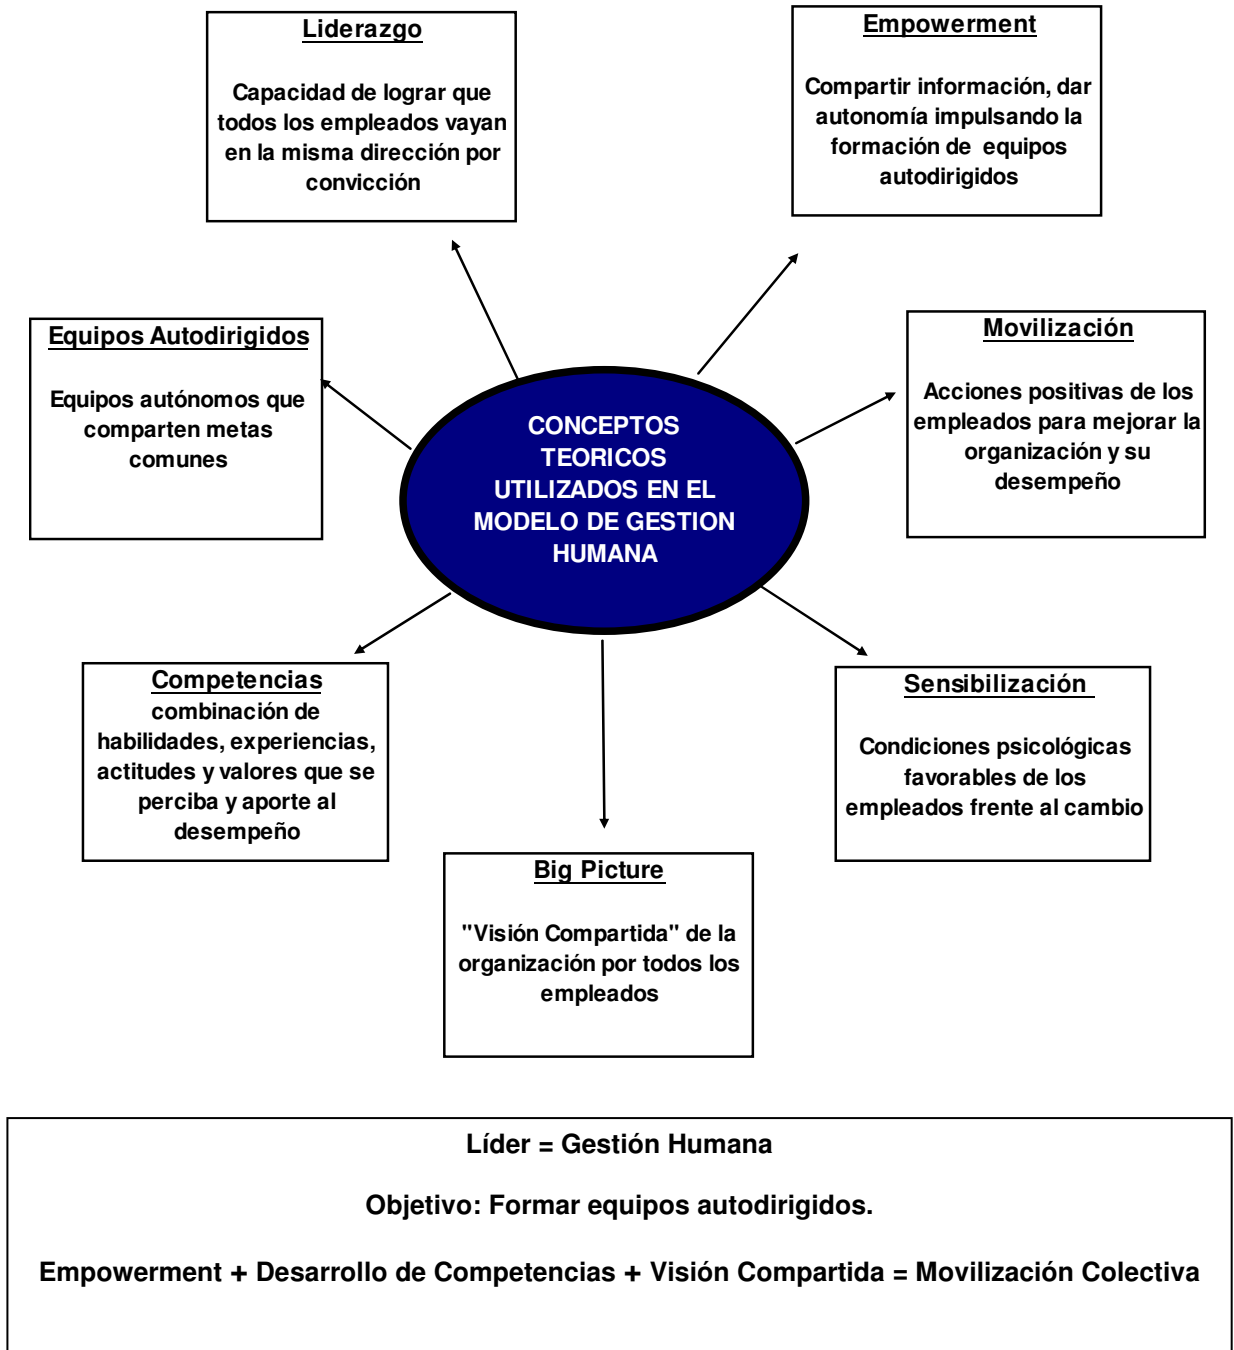 Liderazgo
Capacidad de lograr que
todos los empleados vayan
en la misma dirección por
convicción
Empowerment
Compartir información, dar
autonomía impulsando la
formación de equipos
autodirigidos
Equipos Autodirigidos
Equipos autónomos que
comparten metas
comunes
CONCEPTOS
TEORICOS
UTILIZADOS EN EL
MODELO DE GESTION
HUMANA
Movilización
Acciones positivas de los
empleados para mejorar la
organización y su
desempeño
Competencias
combinación de
habilidades, experiencias,
actitudes y valores que se
perciba y aporte al
desempeño
Sensibilización
Condiciones psicológicas
favorables de los
empleados frente al cambio
Big Picture
"Visión Compartida" de la
organización por todos los
empleados
Líder = Gestión Humana
Objetivo: Formar equipos autodirigidos.
Empowerment + Desarrollo de Competencias + Visión Compartida = Movilización Colectiva